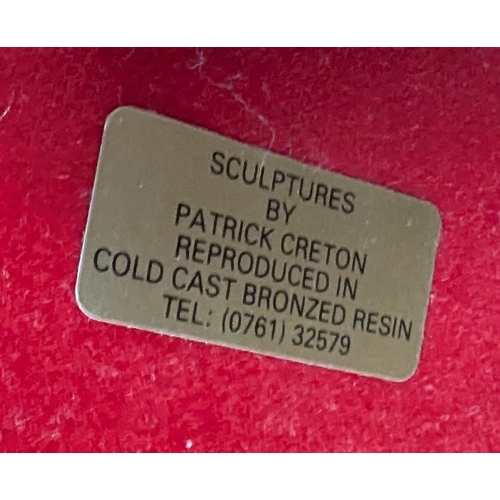 SCULPTURES
BY
PATRICK CRETON
REPRODUCED IN
COLD CAST BRONZED RESIN
TEL: (0761) 32579